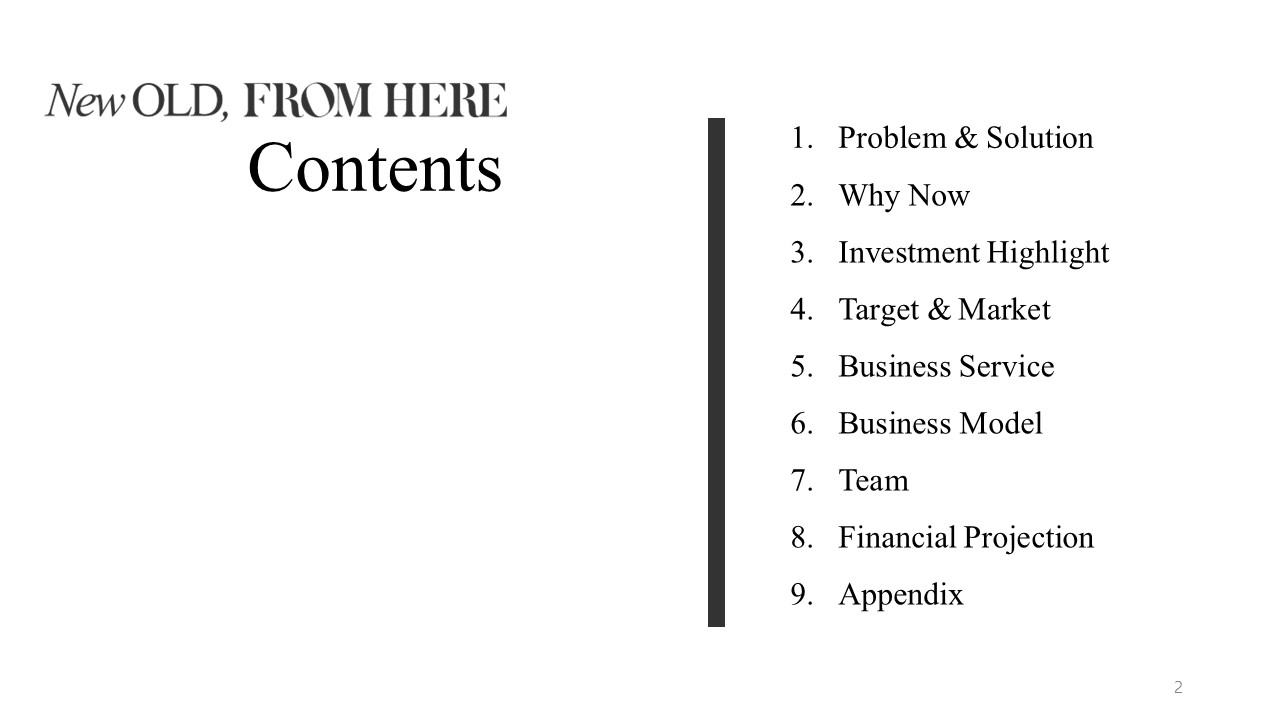 New OLD, FROM HERE
Contents
1. Problem & Solution
2. Why Now
3. Investment Highlight
4. Target & Market
5. Business Service
6. Business Model
7. Team
8. Financial Projection
9. Appendix
2